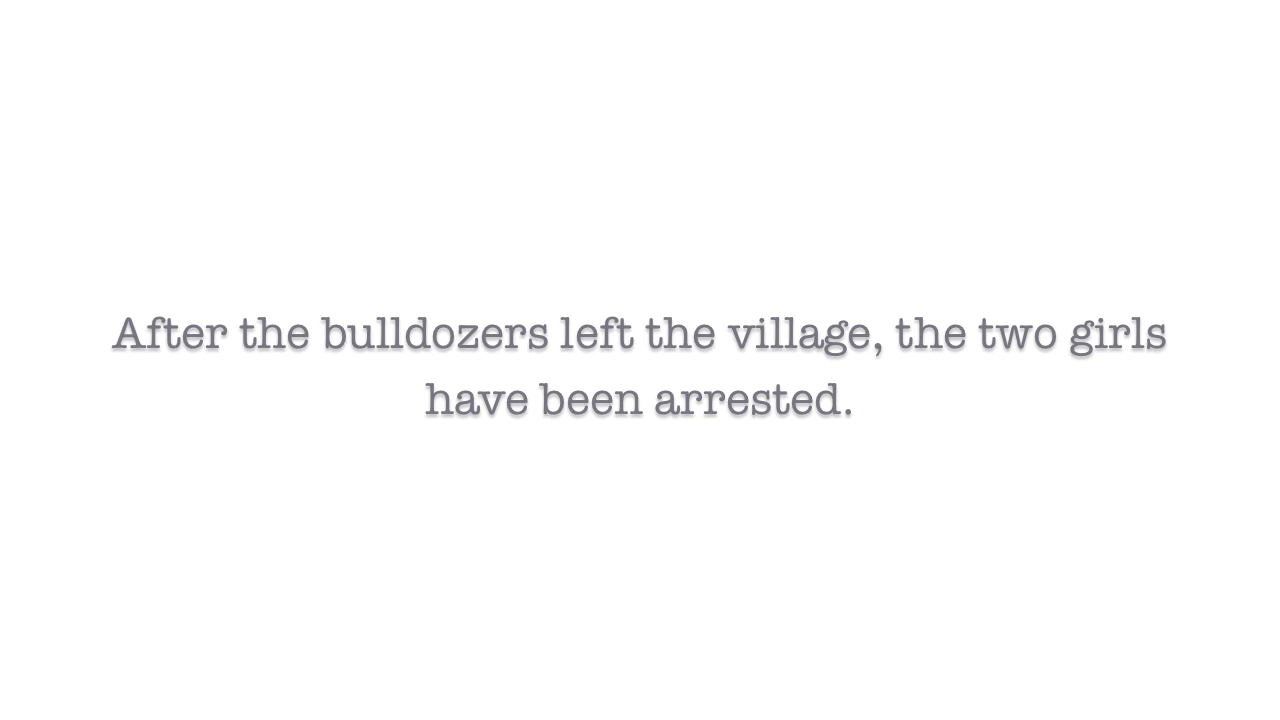 After the bulldozers left the village, the two girls
have been arrested.